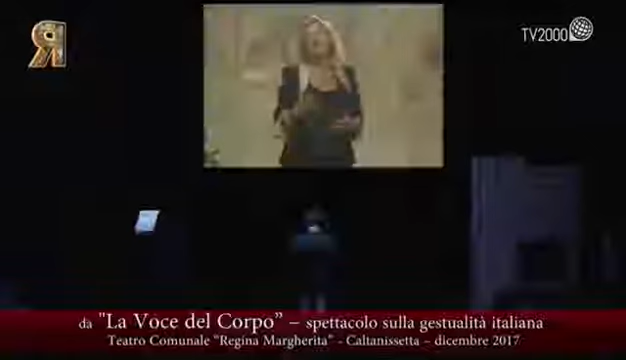 TV2000
da "La Voce del Corpo" – spettacolo sulla gestualità italiana
Teatro Comunale "Regina Margherita" - Caltanissetta – dicembre 2017